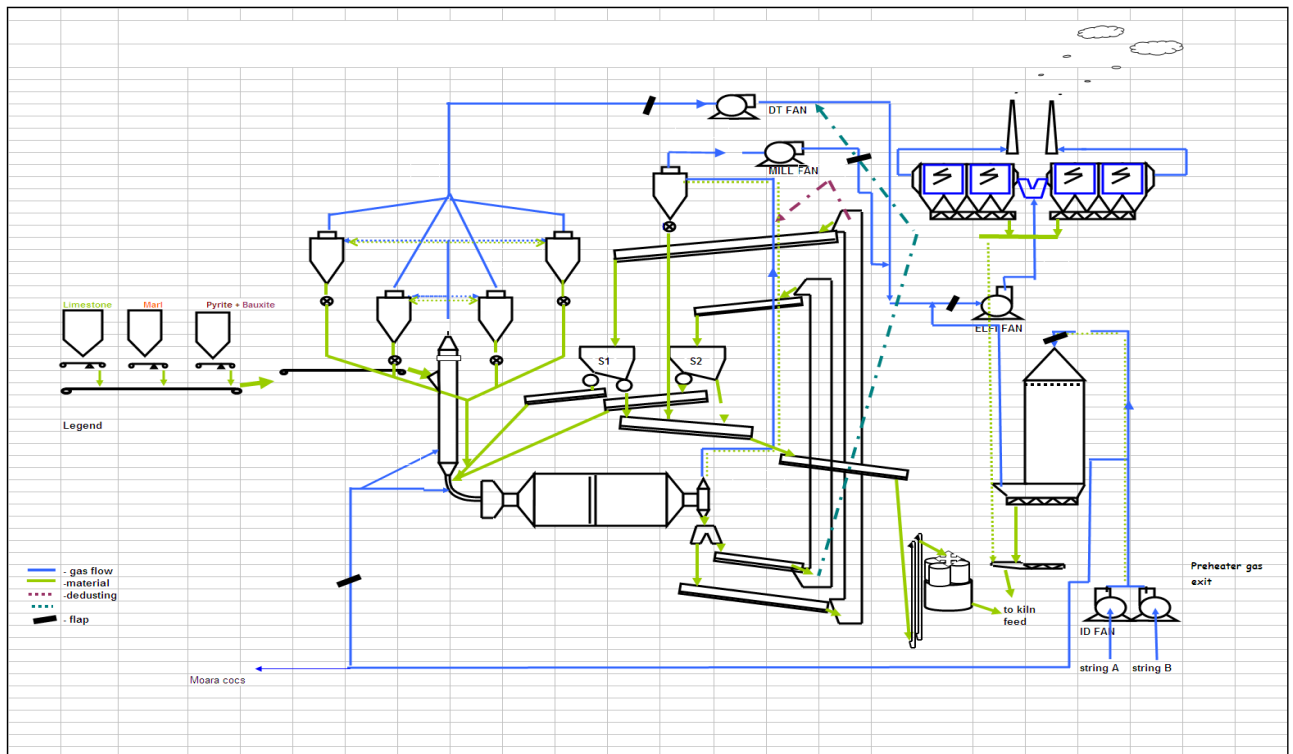 DT FAN
MILL FAN
Limestone
Marl
Pyrite + Bauxite
S1
S2
ECFI FAN
Legend
- gas flow
-material
-dedusting
- flap
Preheater gas
exit
to kiln
feed
ID FAN
string A
string B
Moara cocs